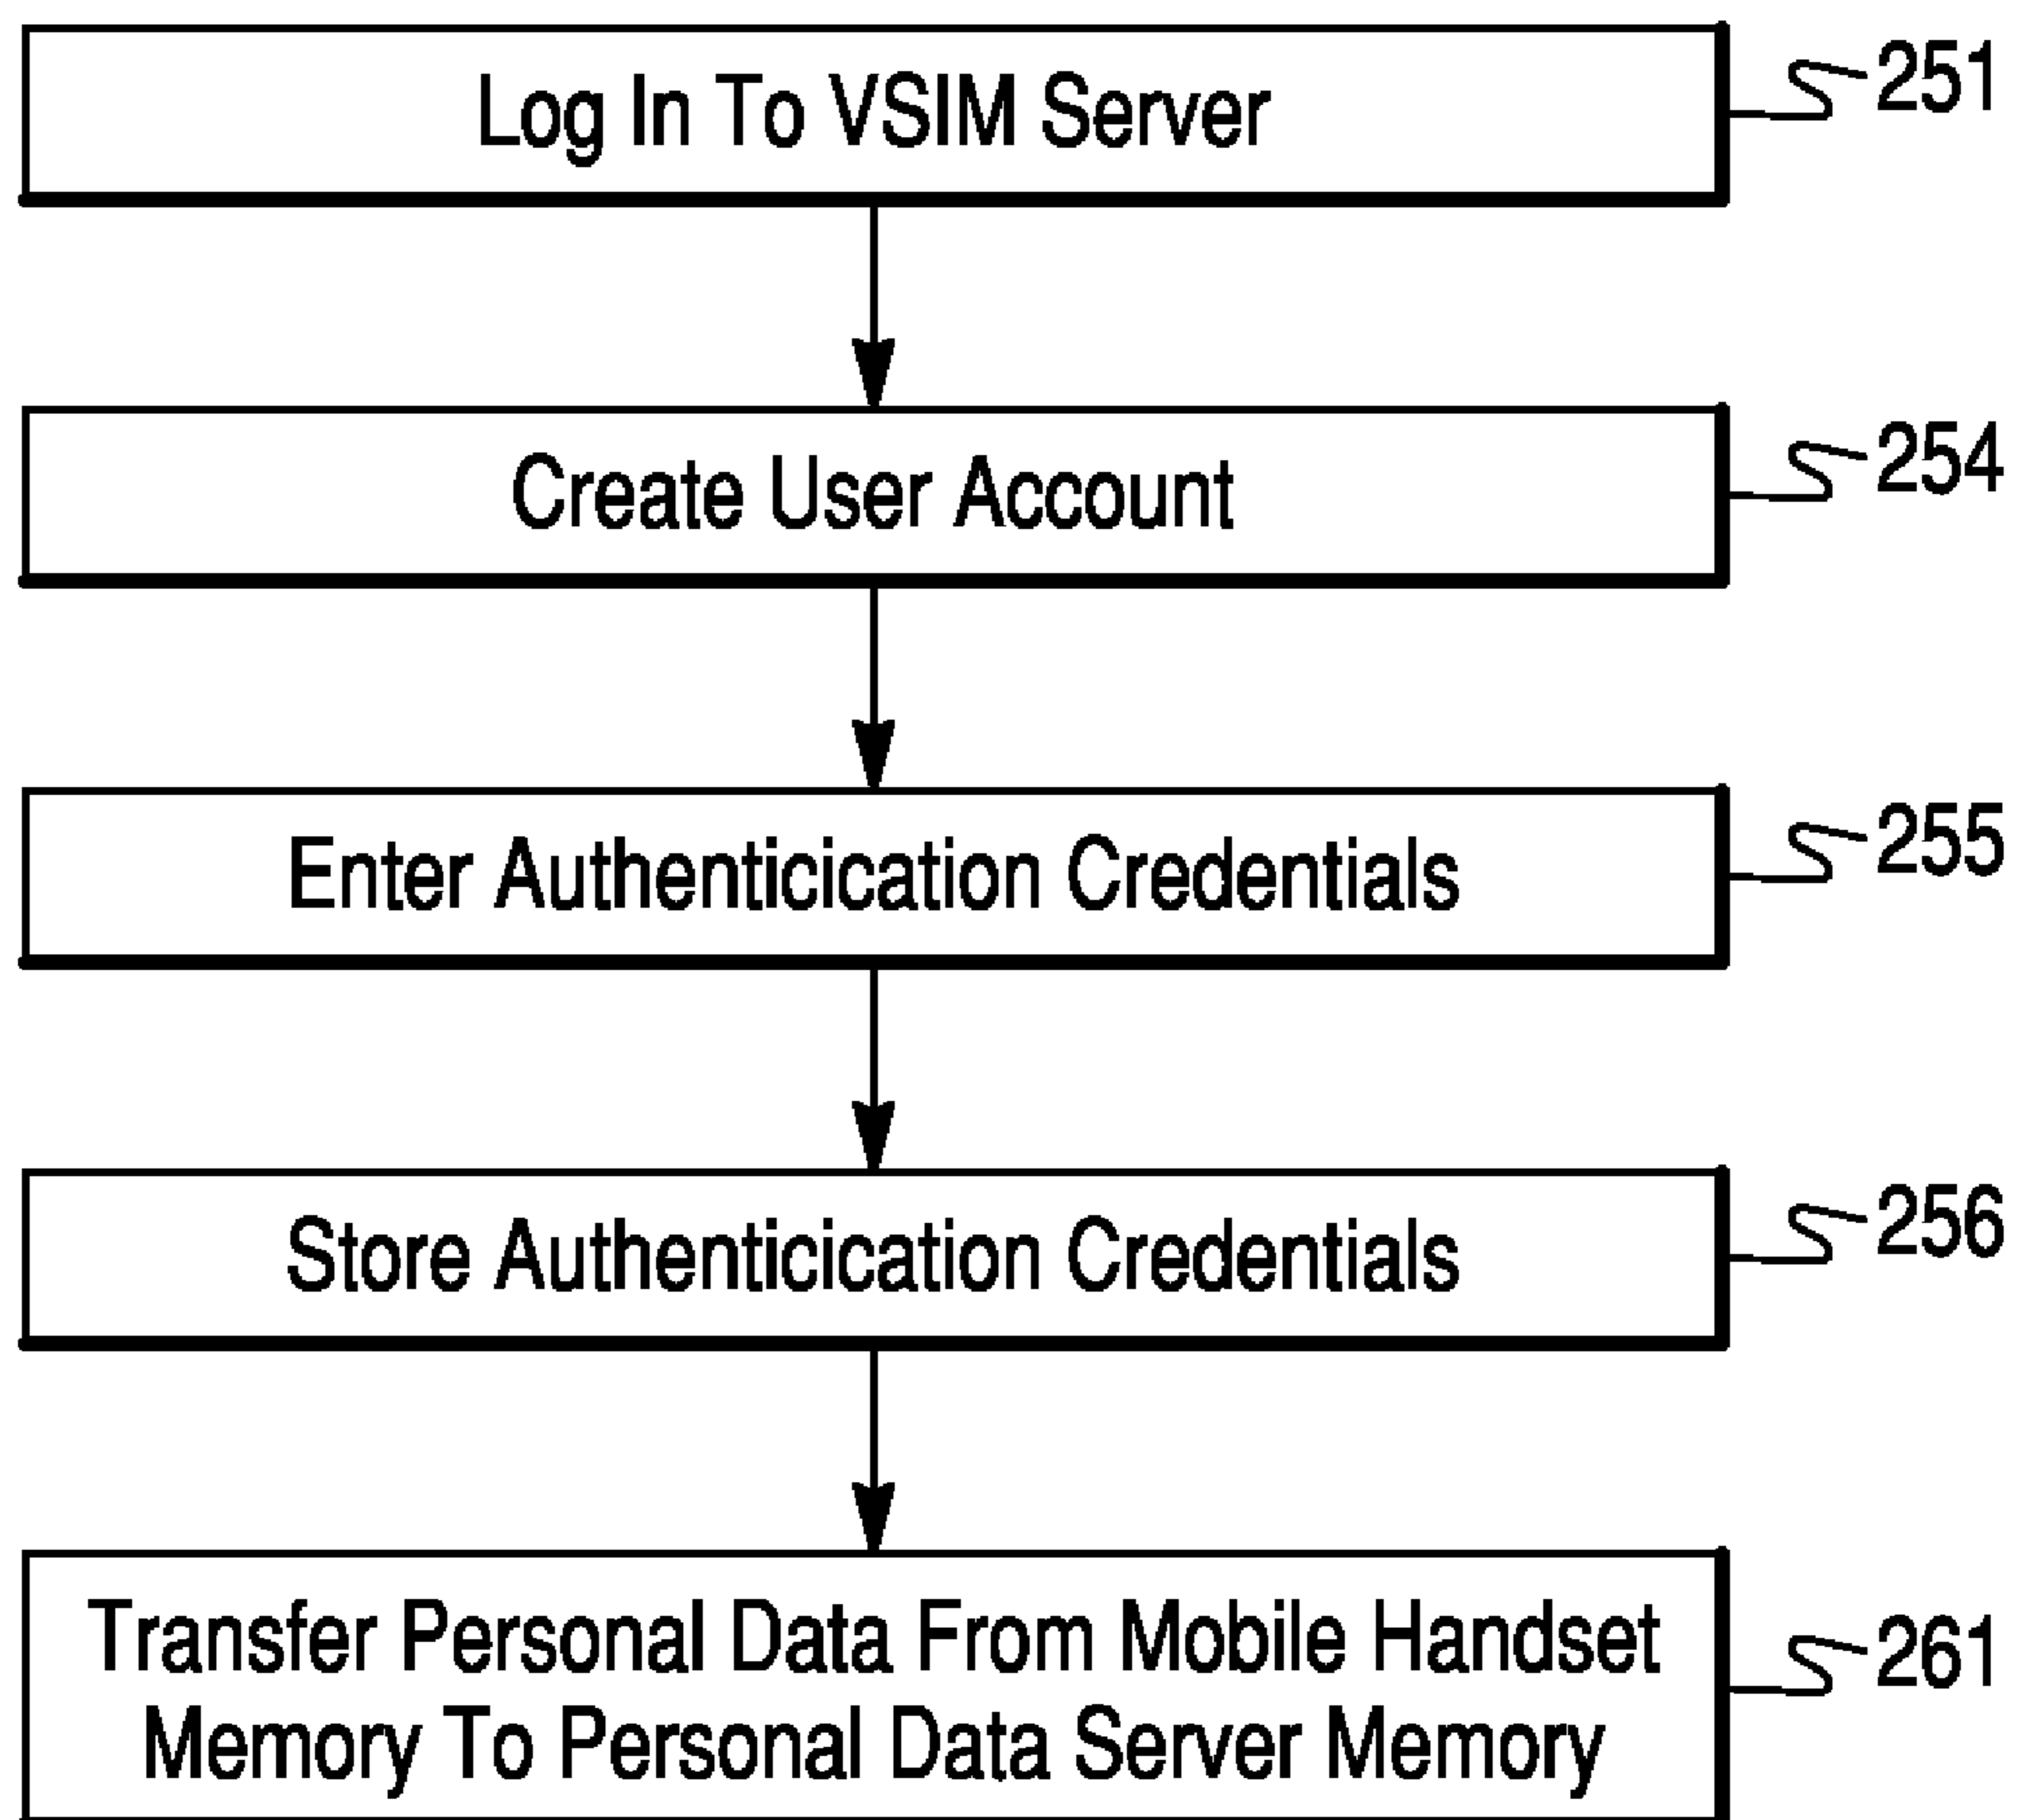 Log In To VSIM Server
251
Create User Account
254
Enter Authenticication Credentials
255
Store Authenticication Credentials
256
Transfer Personal Data From Mobile Handset
Memory To Personal Data Server Memory
261